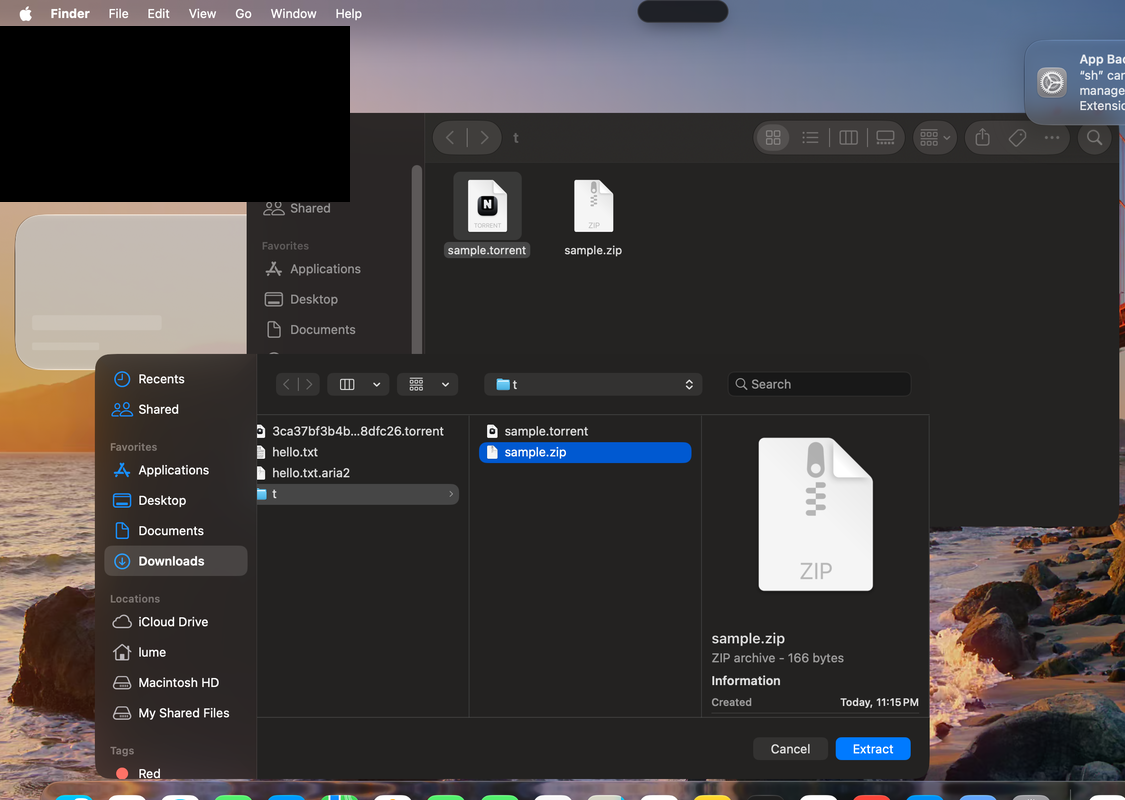 Finder File Edit View Go Window Help
App Bac
“sh” car
manage
Extensio
t
Shared
Favorites
Applications
Desktop
Documents
N
TORRENT
sample.torrent
ZIP
sample.zip
Recents
Shared
Favorites
Applications
Desktop
Documents
Downloads
Locations
iCloud Drive
lume
Macintosh HD
My Shared Files
Tags
Red
t
Search
3ca37bf3b4b...8dfc26.torrent
hello.txt
hello.txt.aria2
t
sample.torrent
sample.zip
ZIP
sample.zip
ZIP archive - 166 bytes
Information
Created Today, 11:15 PM
Cancel Extract